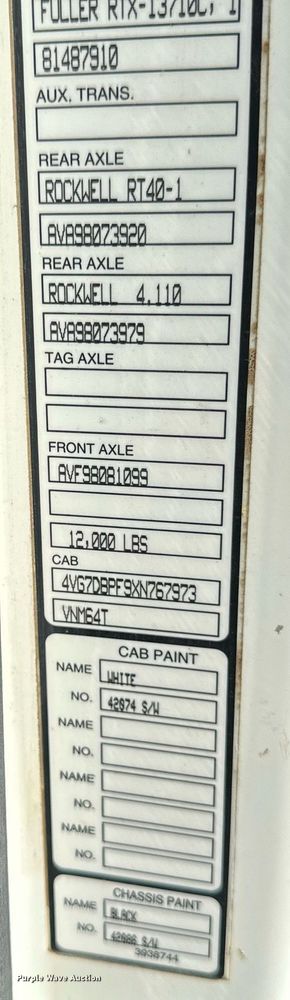 FULLER RTX-13710C, 1
81487910
AUX. TRANS.
REAR AXLE
ROCKWELL RT40-1
AVA98073920
REAR AXLE
ROCKWELL 4.110
AVA98073979
TAG AXLE
FRONT AXLE
AVF98081099
12,000 LBS
CAB
4VG7DBPF9XN767973
VNM64T
CAB PAINT
NAME WHITE
NO. 42074 S/W
NAME
NO.
NAME
NO.
NAME
NO.
CHASSIS PAINT
NAME BLACK
NO. S/W
3938744
Purple Wave Auction